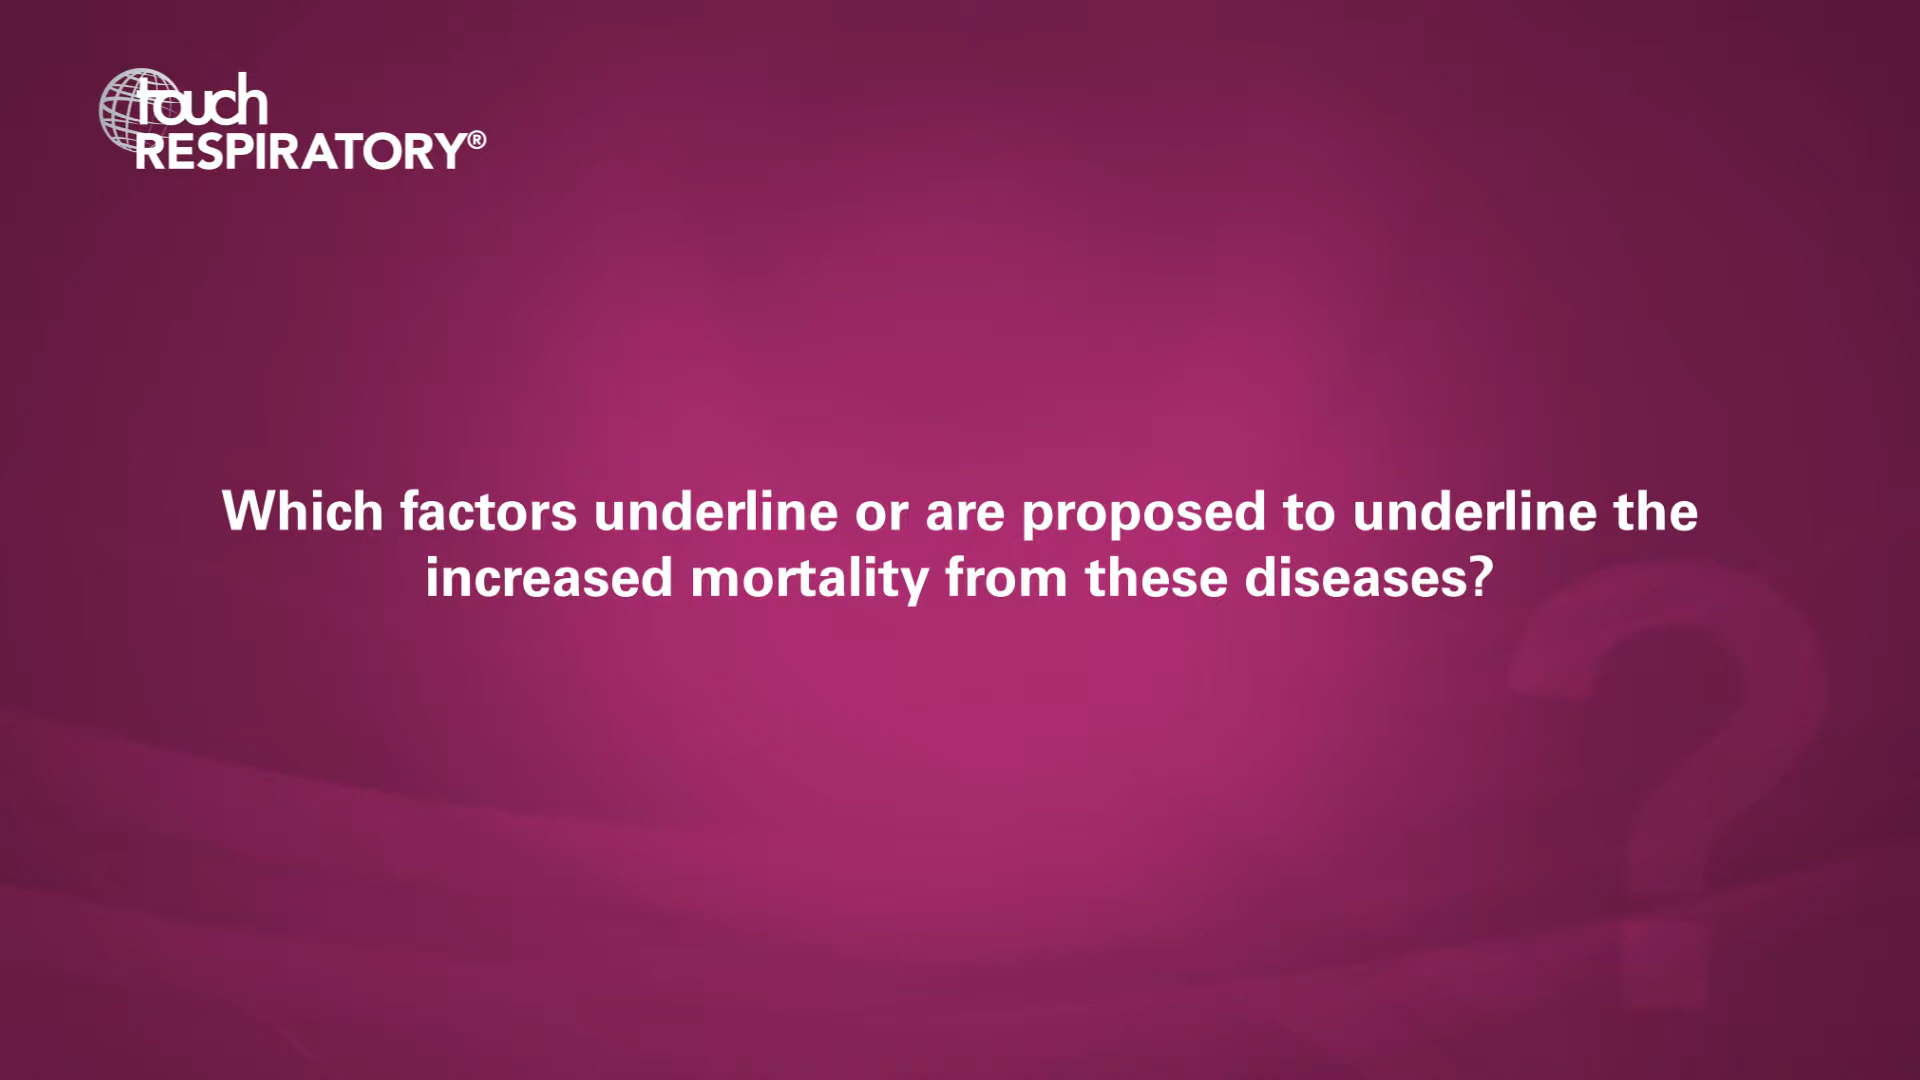 touch
RESPIRATORY®
Which factors underline or are proposed to underline the
increased mortality from these diseases?
?